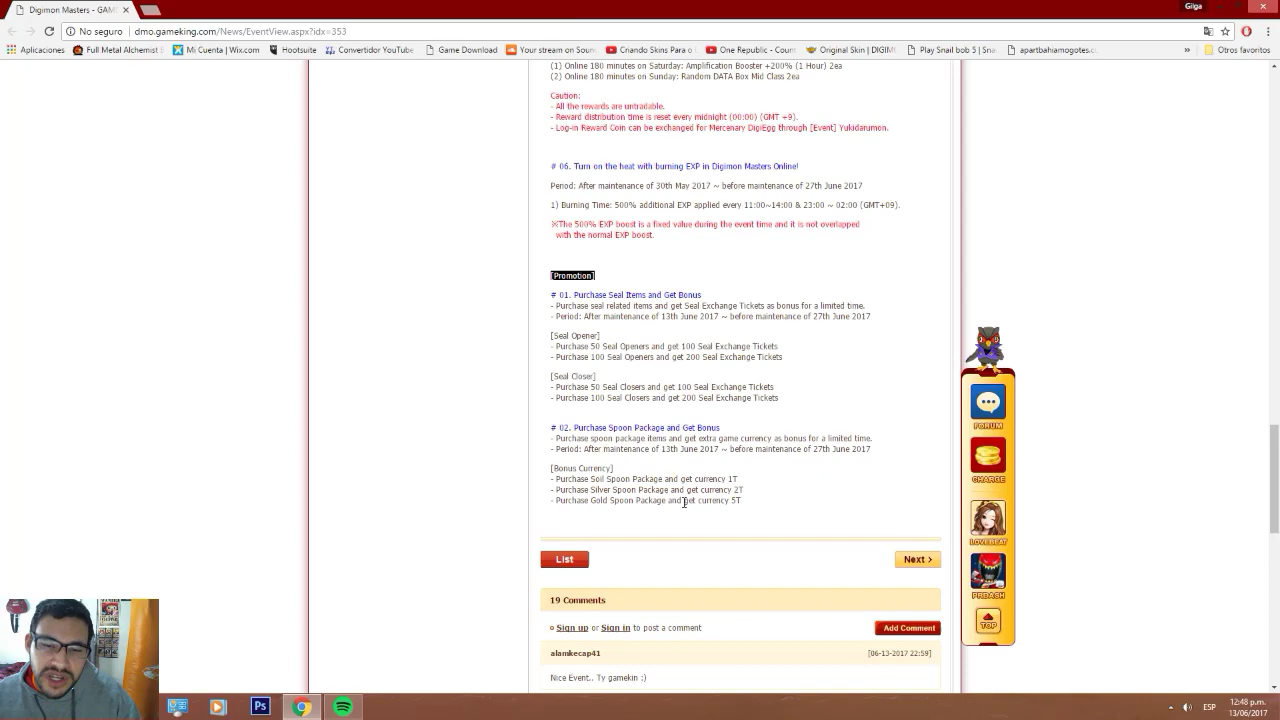 Digimon Masters - GAM
Gilga
No seguro
dmo.gameking.com/News/EventView.aspx?idx=353
Aplicaciones
Full Metal Alchemist
Mi Cuenta | Wix.com
Hootsuite
Convertidor YouTube
Game Download
Your stream on Soun
Criando Skins Para o
One Republic - Coun
Original Skin | DIGIM
Play Snail bob 5 | Sna
apartbahiamogotes.c
»
Otros favoritos
(1) Online 180 minutes on Saturday: Amplification Booster +200% (1 Hour) 2ea
(2) Online 180 minutes on Sunday: Random DATA Box Mid Class 2ea
Caution:
- All the rewards are untradable.
- Reward distribution time is reset every midnight (00:00) (GMT +9).
- Log-in Reward Coin can be exchanged for Mercenary DigiEgg through [Event] Yukidarumon.
# 06. Turn on the heat with burning EXP in Digimon Masters Online!
Period: After maintenance of 30th May 2017 ~ before maintenance of 27th June 2017
1) Burning Time: 500% additional EXP applied every 11:00~14:00 & 23:00 ~ 02:00 (GMT+09).
※The 500% EXP boost is a fixed value during the event time and it is not overlapped
with the normal EXP boost.
[Promotion]
# 01. Purchase Seal Items and Get Bonus
- Purchase seal related items and get Seal Exchange Tickets as bonus for a limited time.
- Period: After maintenance of 13th June 2017 ~ before maintenance of 27th June 2017
[Seal Opener]
- Purchase 50 Seal Openers and get 100 Seal Exchange Tickets
- Purchase 100 Seal Openers and get 200 Seal Exchange Tickets
[Seal Closer]
- Purchase 50 Seal Closers and get 100 Seal Exchange Tickets
- Purchase 100 Seal Closers and get 200 Seal Exchange Tickets
# 02. Purchase Spoon Package and Get Bonus
- Purchase spoon package items and get extra game currency as bonus for a limited time.
- Period: After maintenance of 13th June 2017 ~ before maintenance of 27th June 2017
[Bonus Currency]
- Purchase Soil Spoon Package and get currency 1T
- Purchase Silver Spoon Package and get currency 2T
- Purchase Gold Spoon Package and get currency 5T
List
Next >
19 Comments
Sign up or Sign in to post a comment
Add Comment
alamkecap41
[06-13-2017 22:59]
Nice Event.. Ty gamekin :)
FORUM
CHARGE
LOVEBEAT
PRDASH
TOP
Ps
ESP
12:48 p.m.
13/06/2017